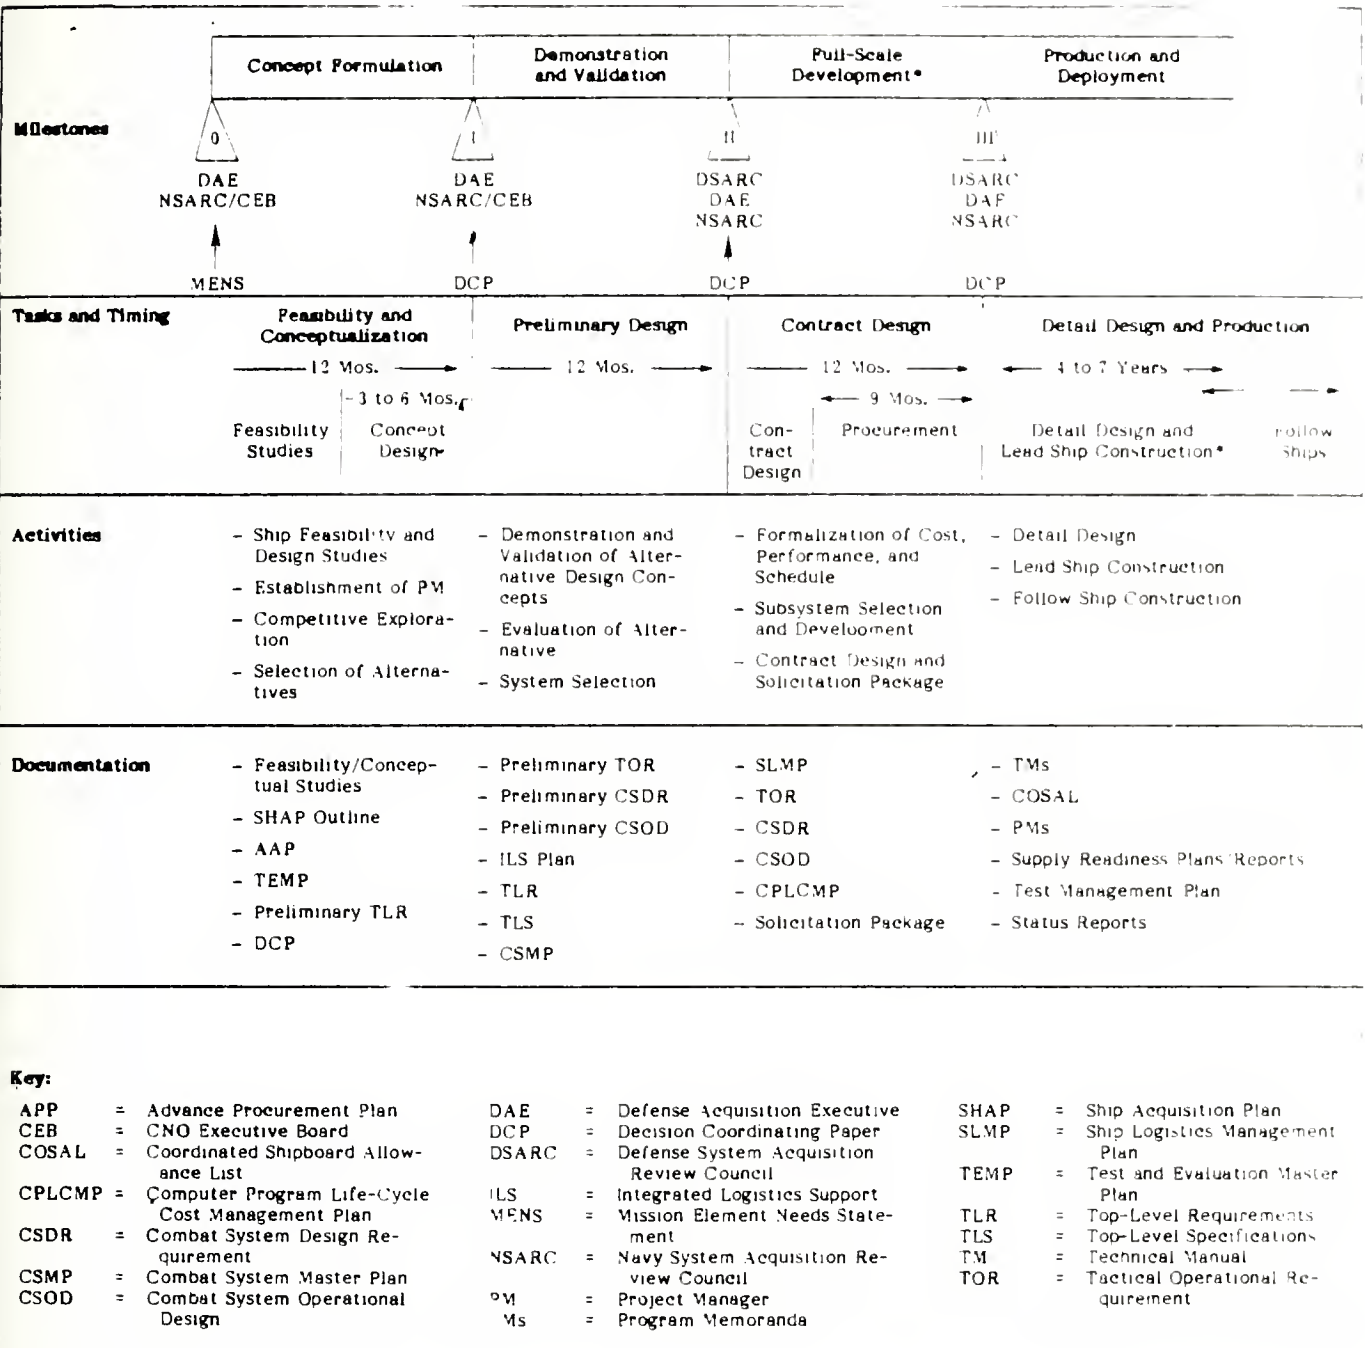 Concept Formulation
Demonstration and Validation
Full-Scale Development*
Production and Deployment
Milestones
0
I
II
III
DAE
NSARC/CEB
DAE
NSARC/CEB
DSARC
DAE
NSARC
DSARC
DAE
NSARC
MENS
DCP
DCP
DCP
Tasks and Timing
Feasibility and
Conceptualization
Preliminary Design
Contract Design
Detail Design and Production
12 Mos.
12 Mos.
12 Mos.
4 to 7 Years
3 to 6 Mos.
9 Mos.
Feasibility
Studies
Concept
Design
Con-
tract
Design
Procurement
Detail Design and
Lead Ship Construction*
Follow
Ships
Activities
- Ship Feasibility and
Design Studies
- Establishment of PM
- Competitive Explora-
tion
- Selection of Alterna-
tives
- Demonstration and
Validation of Alter-
native Design Con-
cepts
- Evaluation of Alter-
native
- System Selection
- Formalization of Cost,
Performance, and
Schedule
- Subsystem Selection
and Development
- Contract Design and
Solicitation Package
- Detail Design
- Lead Ship Construction
- Follow Ship Construction
Documentation
- Feasibility/Concep-
tual Studies
- SHAP Outline
- AAP
- TEMP
- Preliminary TLR
- DCP
- Preliminary TOR
- Preliminary CSDR
- Preliminary CSOD
- ILS Plan
- TLR
- TLS
- CSMP
- SLMP
- TOR
- CSDR
- CSOD
- CPLCMP
- Solicitation Package
- TMs
- COSAL
- PMs
- Supply Readiness Plans/Reports
- Test Management Plan
- Status Reports
Key:
APP = Advance Procurement Plan
CEB = CNO Executive Board
COSAL = Coordinated Shipboard Allow-
ance List
CPLCMP = Computer Program Life-Cycle
Cost Management Plan
CSDR = Combat System Design Re-
quirement
CSMP = Combat System Master Plan
CSOD = Combat System Operational
Design
DAE = Defense Acquisition Executive
DCP = Decision Coordinating Paper
DSARC = Defense System Acquisition
Review Council
ILS = Integrated Logistics Support
MENS = Mission Element Needs State-
ment
NSARC = Navy System Acquisition Re-
view Council
PM = Project Manager
Ms = Program Memoranda
SHAP = Ship Acquisition Plan
SLMP = Ship Logistics Management
Plan
TEMP = Test and Evaluation Master
Plan
TLR = Top-Level Requirements
TLS = Top-Level Specifications
TM = Technical Manual
TOR = Tactical Operational Re-
quirement